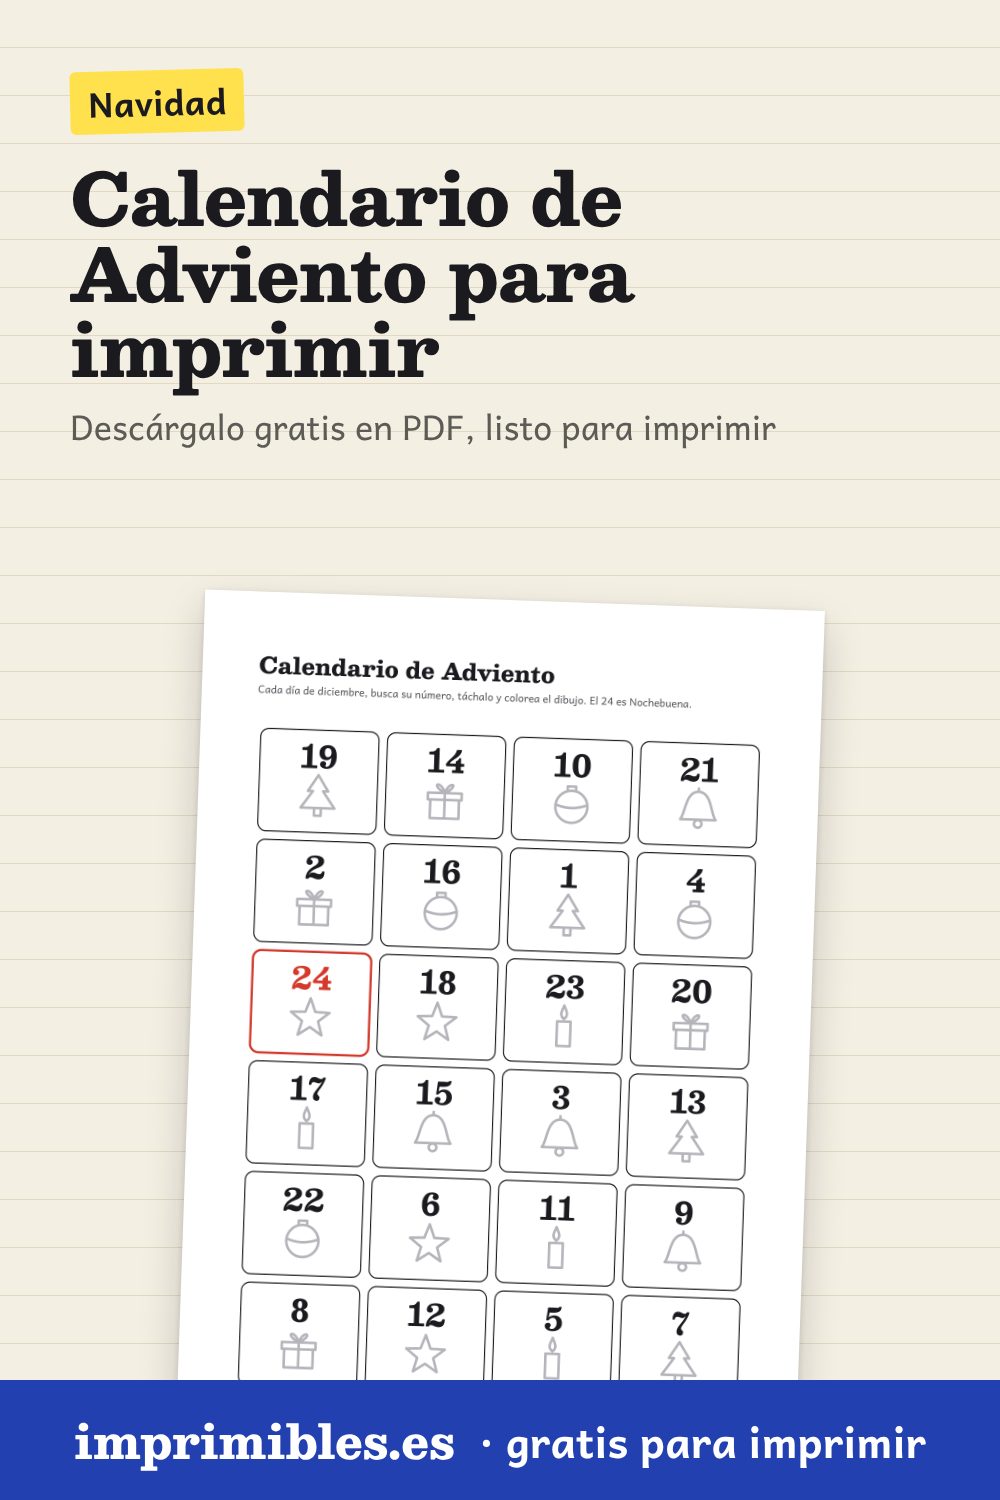 Navidad
Calendario de
Adviento para
imprimir
Descárgalo gratis en PDF, listo para imprimir
Calendario de Adviento
Cada día de diciembre, busca su número, táchalo y colorea el dibujo. El 24 es Nochebuena.
19 14 10 21
2 16 1 4
24 18 23 20
17 15 3 13
22 6 11 9
8 12 5 7
imprimibles.es · gratis para imprimir